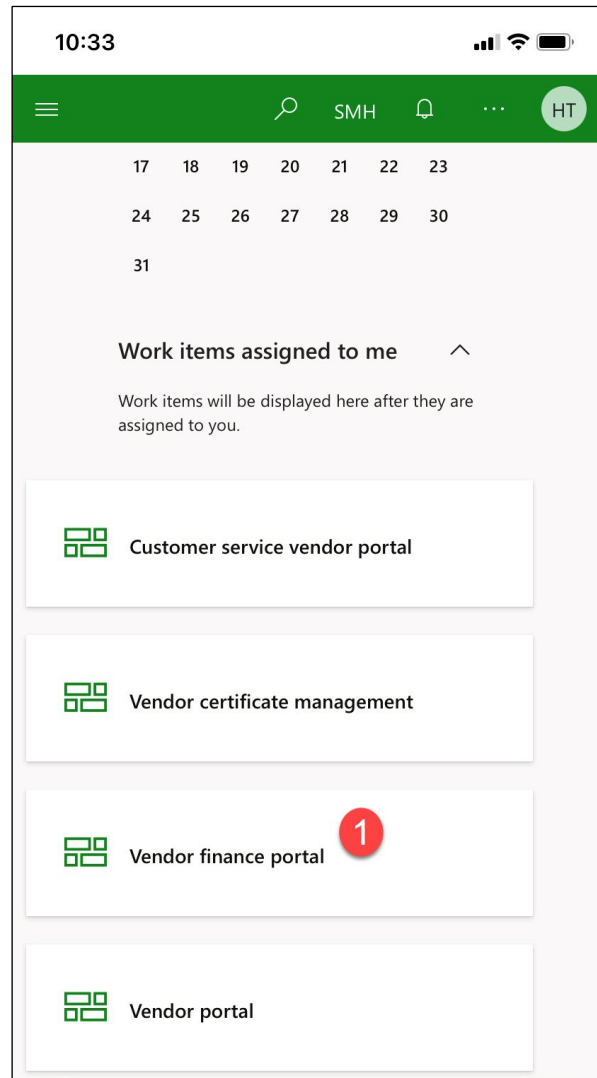 10:33
SMH ... HT
17 18 19 20 21 22 23
24 25 26 27 28 29 30
31
Work items assigned to me
Work items will be displayed here after they are
assigned to you.
Customer service vendor portal
Vendor certificate management
Vendor finance portal 1
Vendor portal